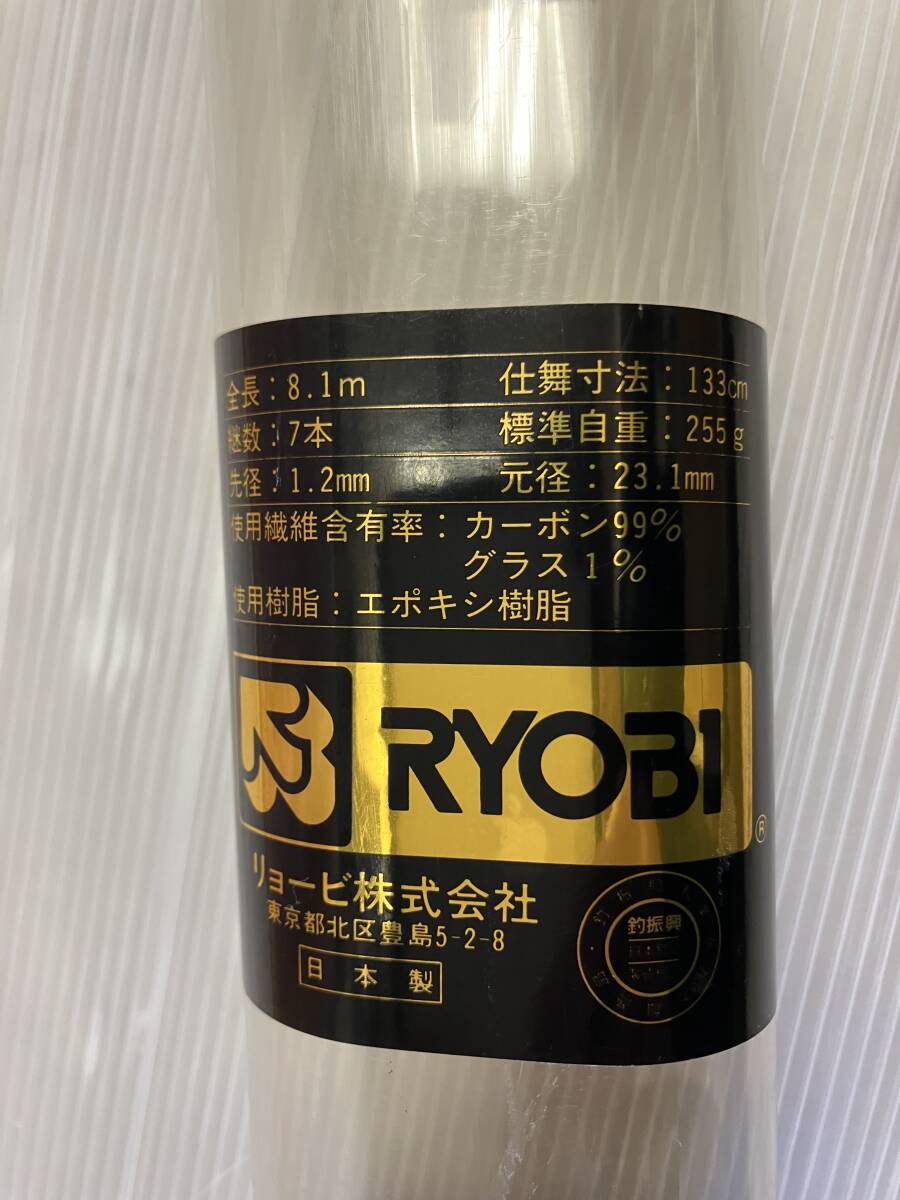 全長：8.1m 仕舞寸法：133cm
継数：7本 標準自重：255g
先径：1.2mm 元径：23.1mm
使用繊維含有率：カーボン99%
グラス1%
使用樹脂：エポキシ樹脂
RYOBI
®
リョービ株式会社
東京都北区豊島5-2-8
日本製
釣振興